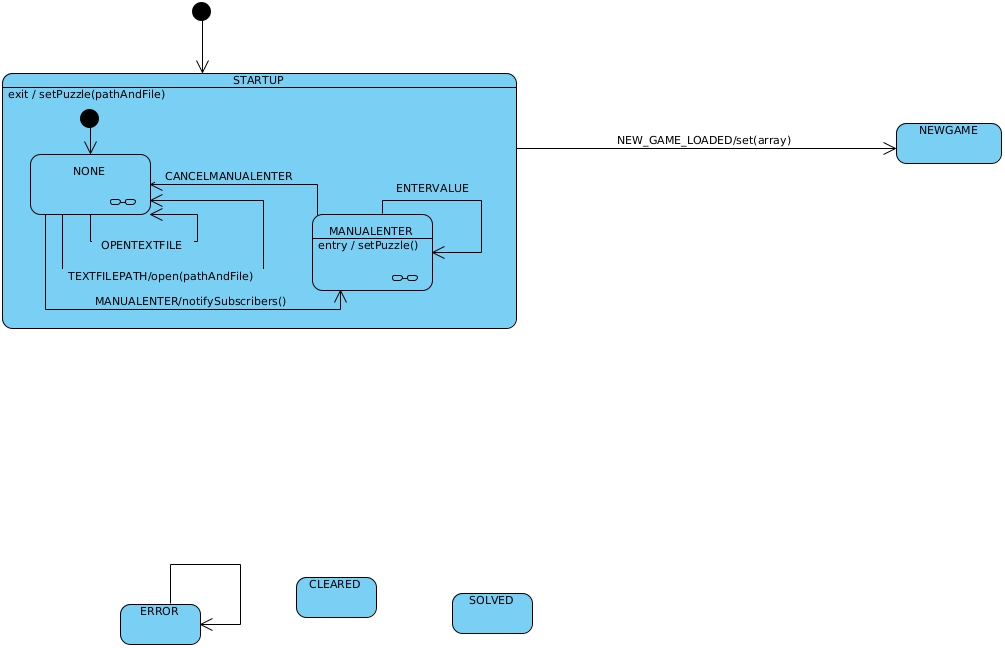 STARTUP
exit / setPuzzle(pathAndFile)
NEW_GAME_LOADED/set(array)
NEWGAME
NONE
CANCELMANUALENTER
ENTERVALUE
MANUALENTER
entry / setPuzzle()
OPENTEXTFILE
TEXTFILEPATH/open(pathAndFile)
MANUALENTER/notifySubscribers()
ERROR
CLEARED
SOLVED